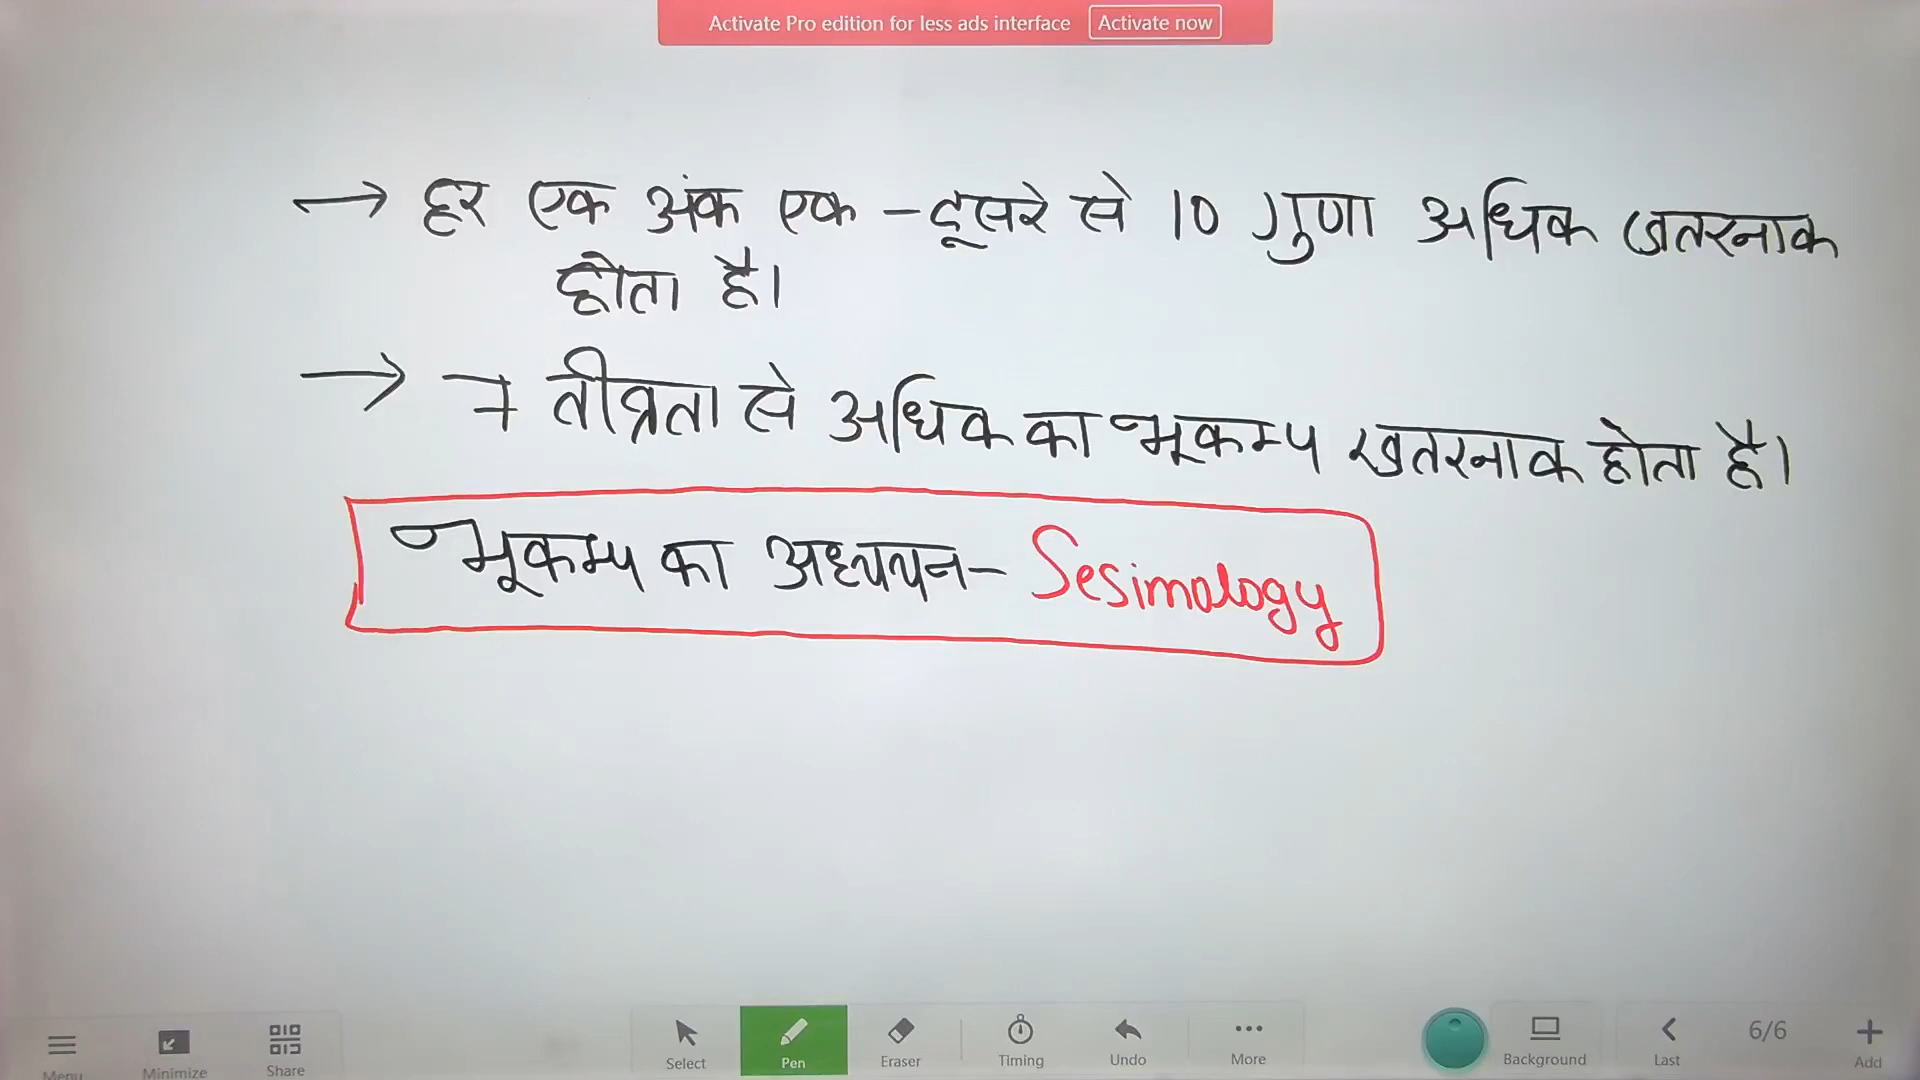 Activate Pro edition for less ads interface Activate now
→ हर एक अंक एक-दूसरे से 10 गुणा अधिक खतरनाक
होता है।
→ 7 तीव्रता से अधिक का भूकम्प खतरनाक होता है।
भूकम्प का अध्ययन- Sesimology
Menu Minimize Share Select Pen Eraser Timing Undo More Background Last 6/6 Add